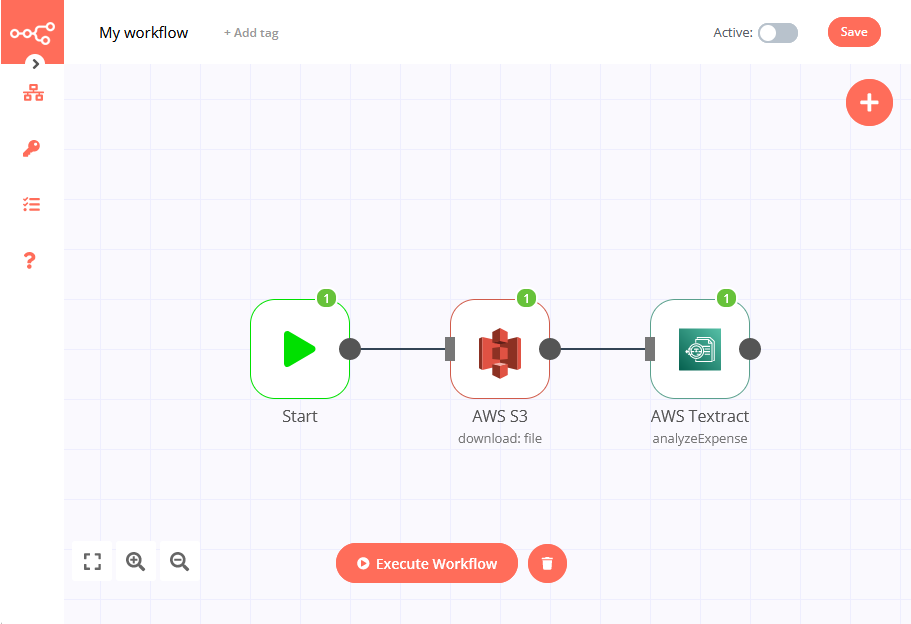 My workflow
+ Add tag
Active:
Save
1
1
1
Start
AWS S3
AWS Textract
download: file
analyzeExpense
Execute Workflow